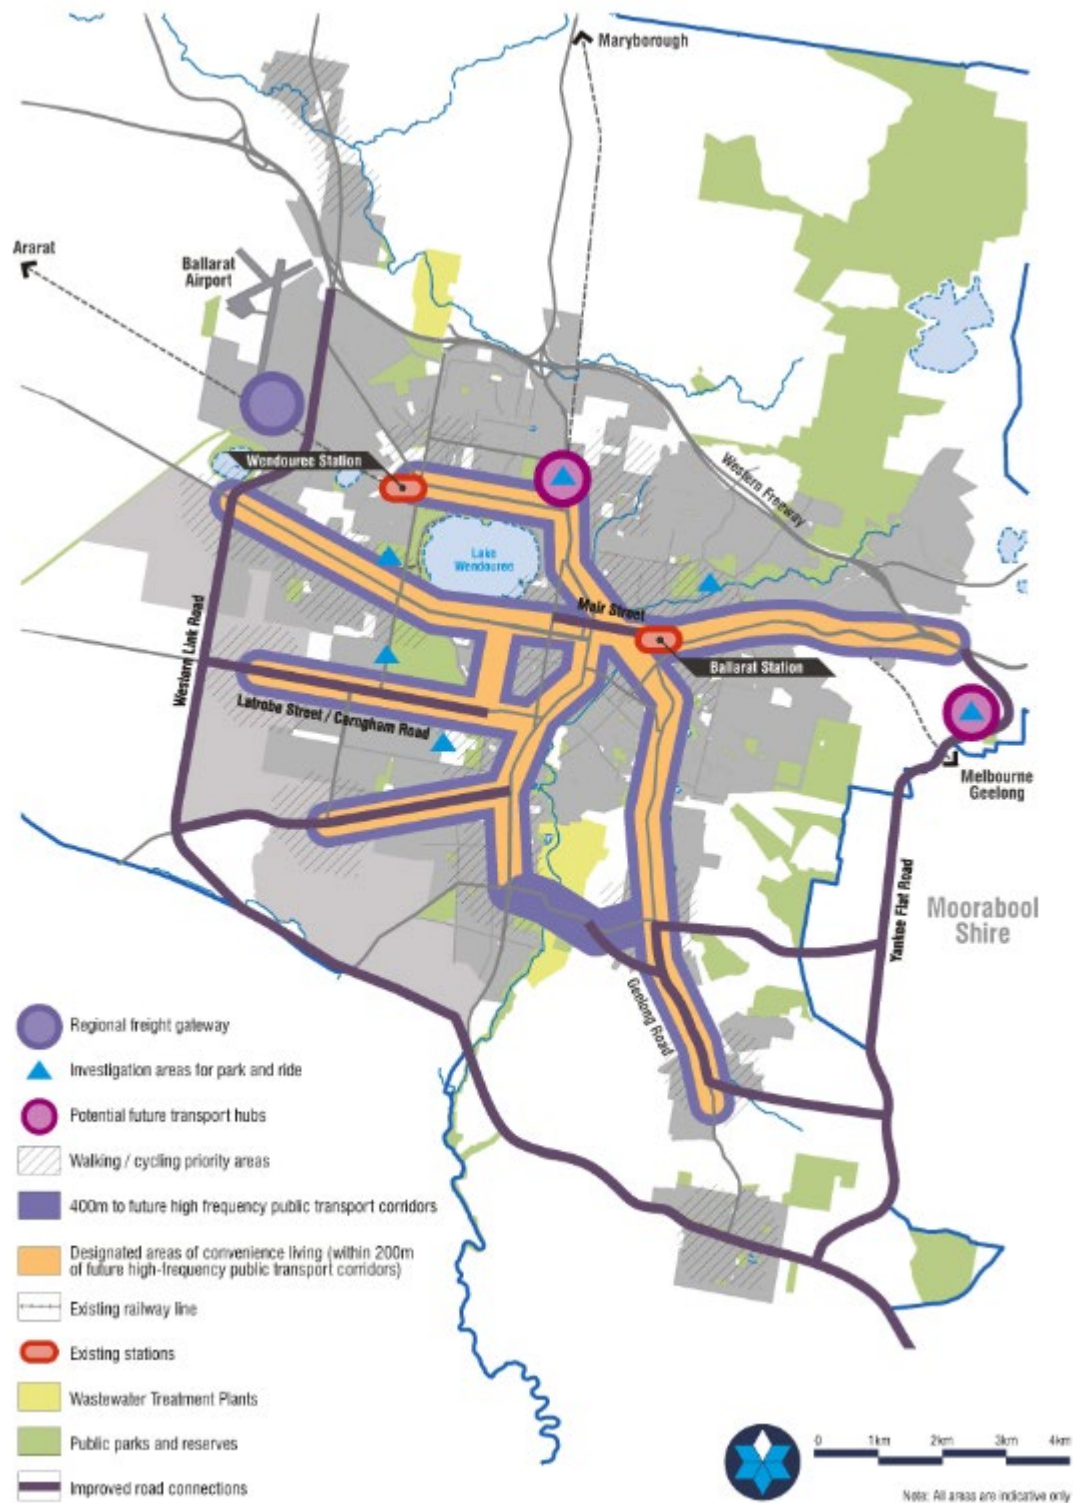 Maryborough
Ararat
Ballarat
Airport
Wendouree Station
Western Freeway
Lake
Wendouree
Mair Street
Ballarat Station
Western Link Road
Latrobe Street / Carngham Road
Melbourne
Geelong
Yankee Flat Road
Moorabool
Shire
Geelong Road
Regional freight gateway
Investigation areas for park and ride
Potential future transport hubs
Walking / cycling priority areas
400m to future high frequency public transport corridors
Designated areas of convenience living (within 200m
of future high-frequency public transport corridors)
Existing railway line
Existing stations
Wastewater Treatment Plants
Public parks and reserves
Improved road connections
0 1km 2km 3km 4km
Note: All areas are indicative only